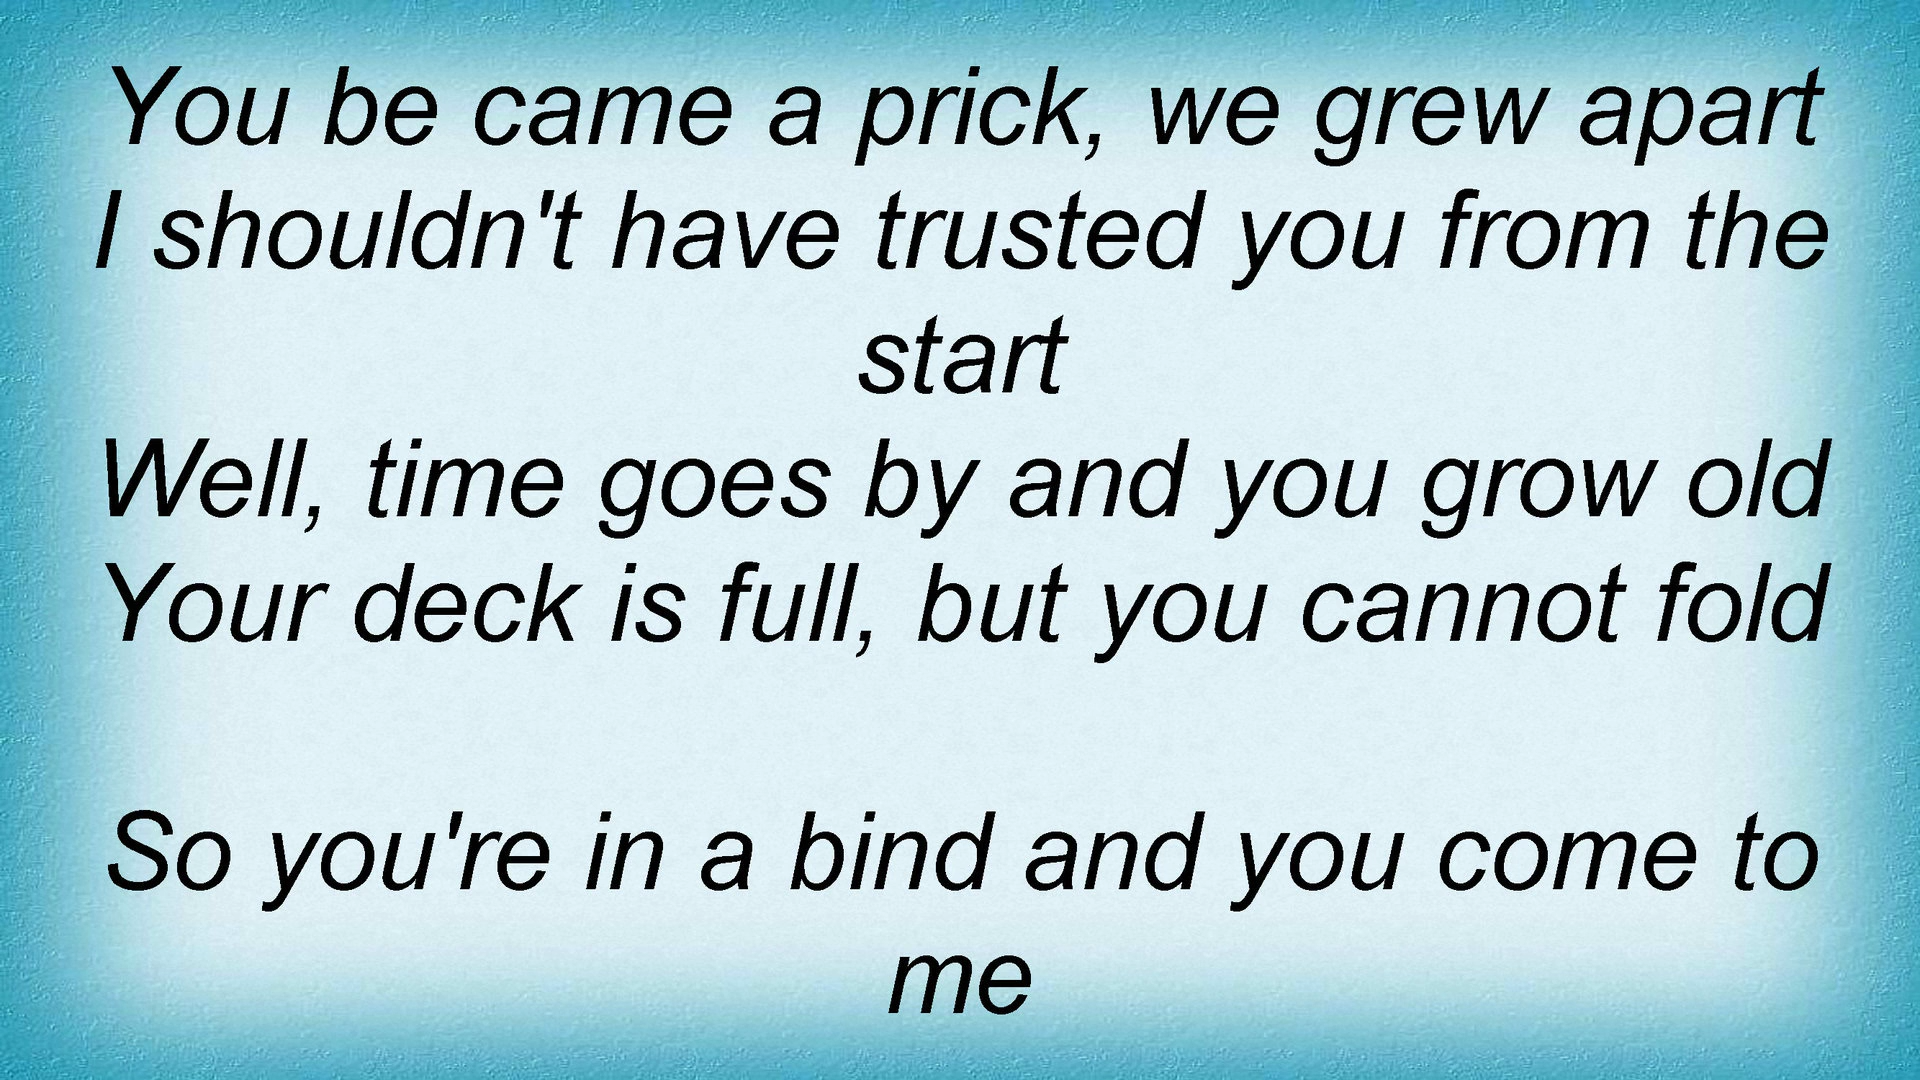 You be came a prick, we grew apart
I shouldn't have trusted you from the
start
Well, time goes by and you grow old
Your deck is full, but you cannot fold
So you're in a bind and you come to
me